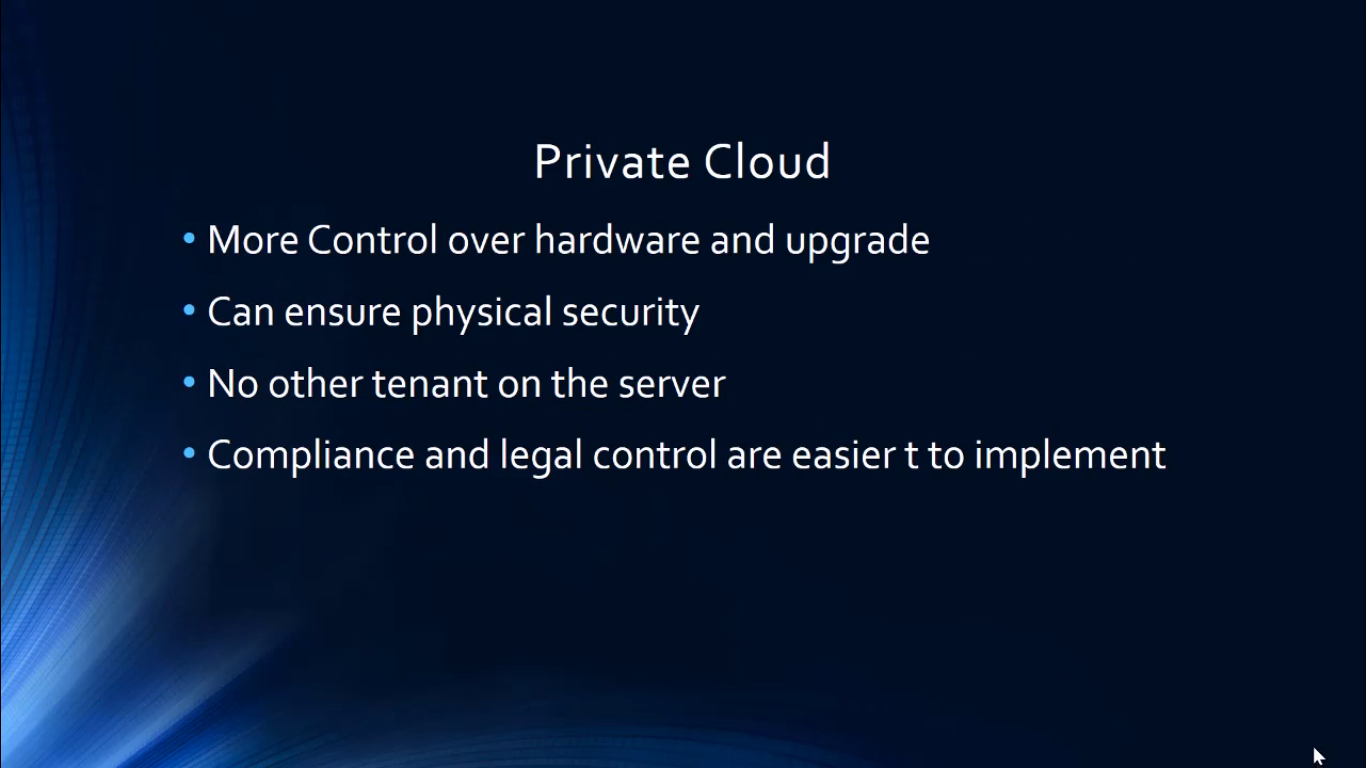 Private Cloud
• More Control over hardware and upgrade
• Can ensure physical security
• No other tenant on the server
• Compliance and legal control are easier t to implement